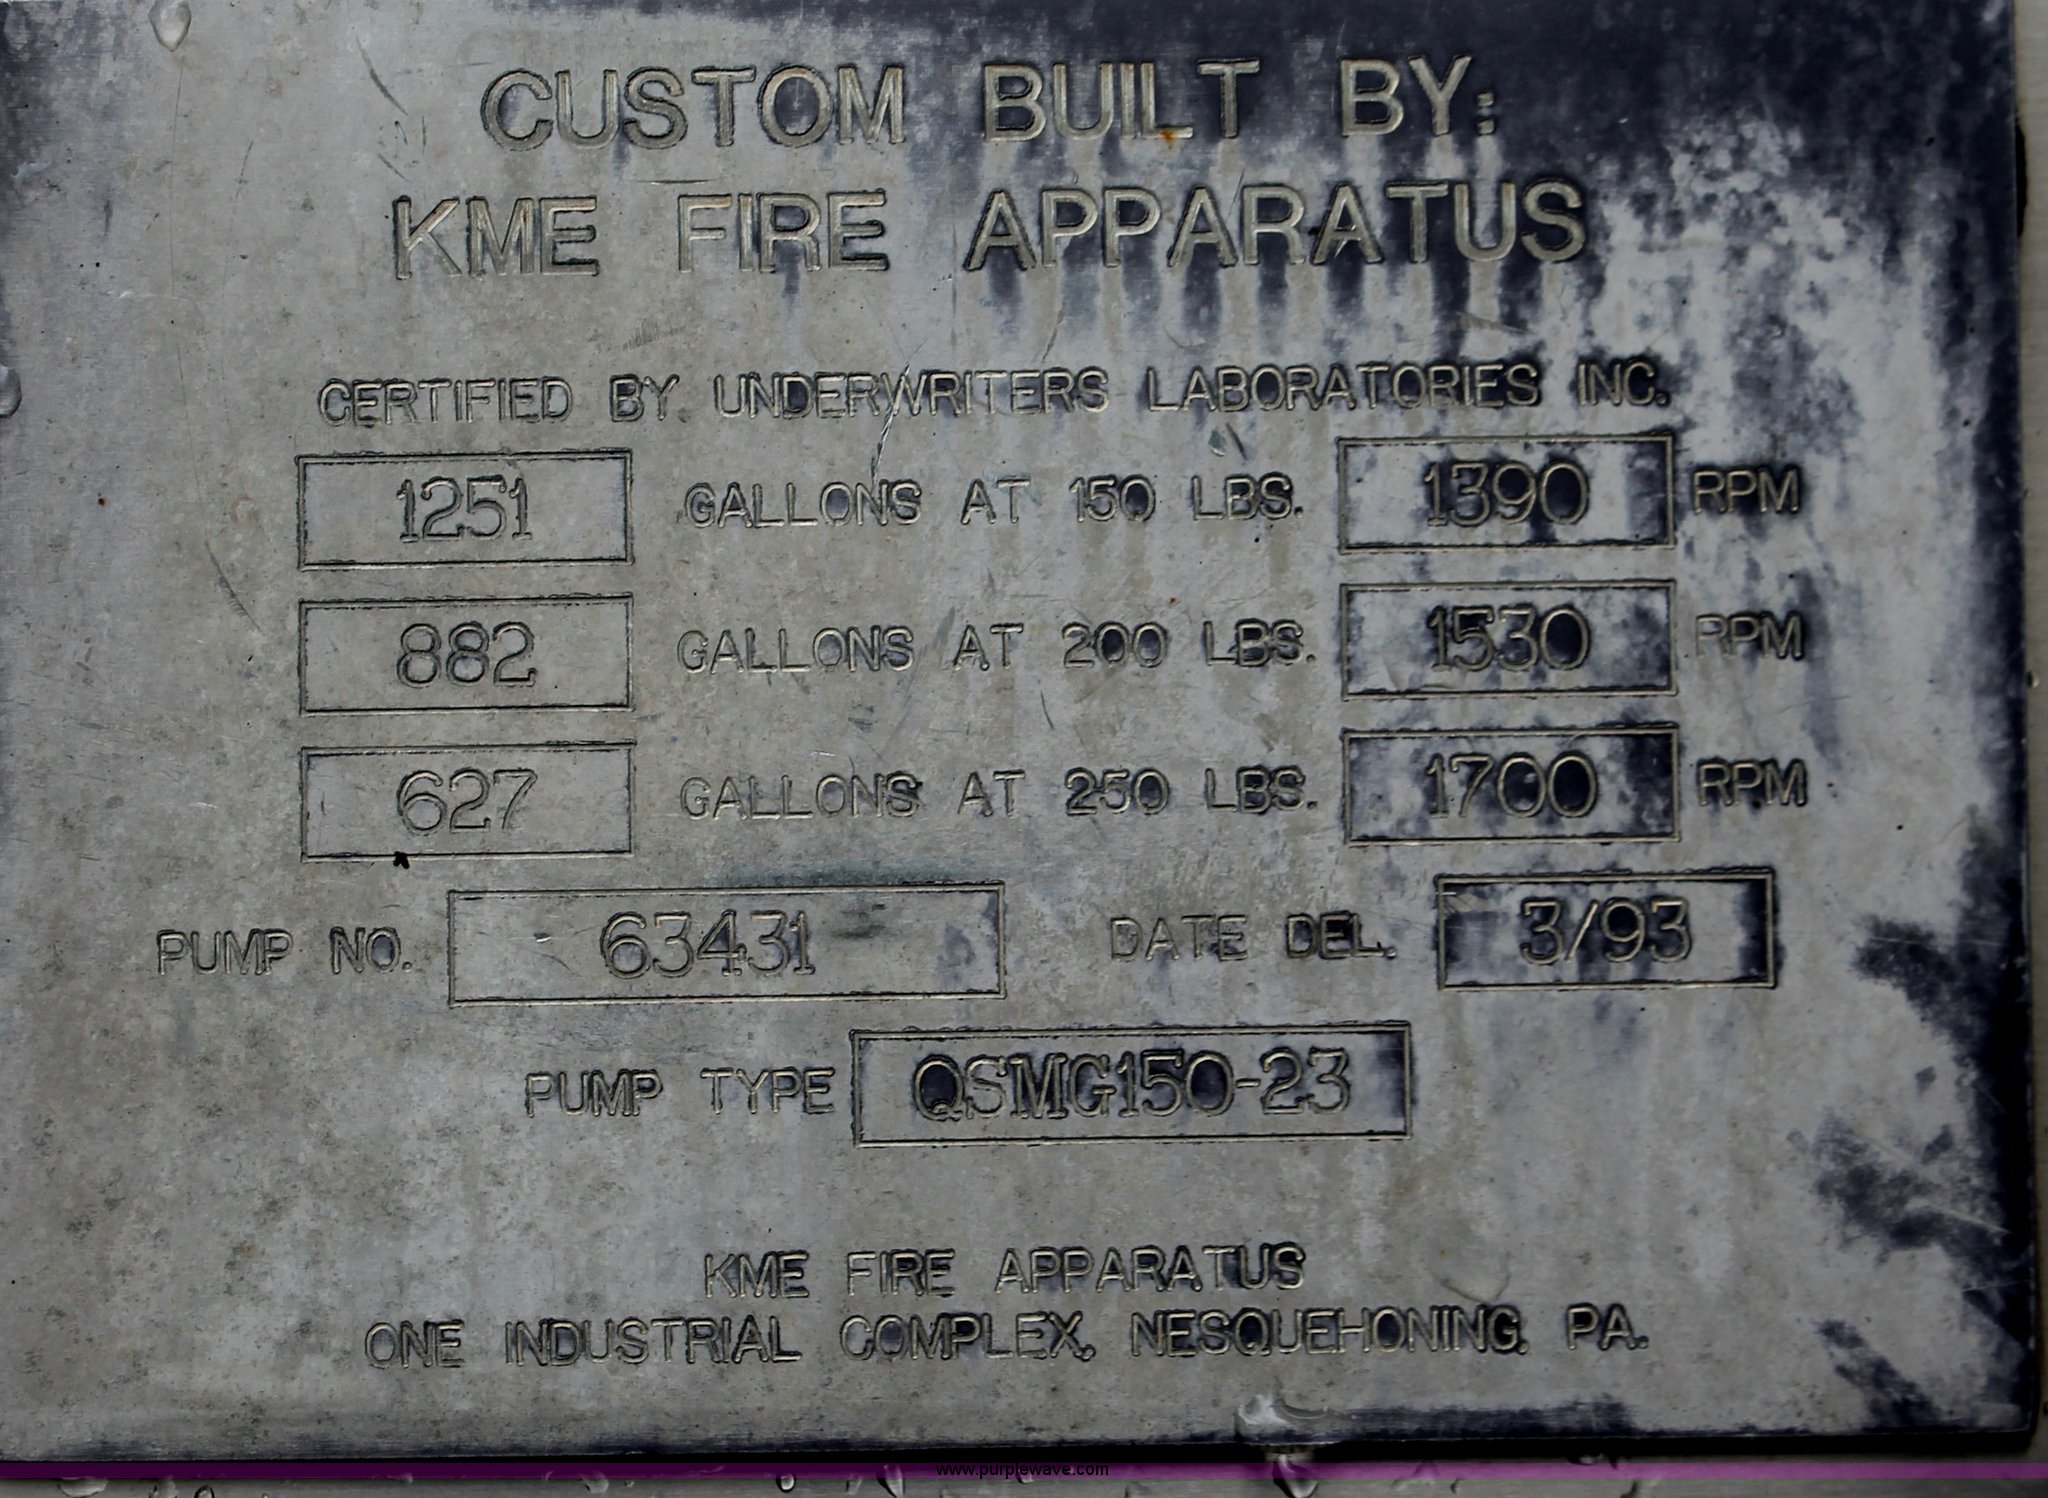 CUSTOM BUILT BY:
KME FIRE APPARATUS
CERTIFIED BY UNDERWRITERS LABORATORIES INC.
1251 GALLONS AT 150 LBS. 1390 RPM
882 GALLONS AT 200 LBS. 1530 RPM
627 GALLONS AT 250 LBS. 1700 RPM
PUMP NO. 63431 DATE DEL. 3/93
PUMP TYPE QSMG150-23
KME FIRE APPARATUS
ONE INDUSTRIAL COMPLEX, NESQUEHONING, PA.
www.purplewave.com